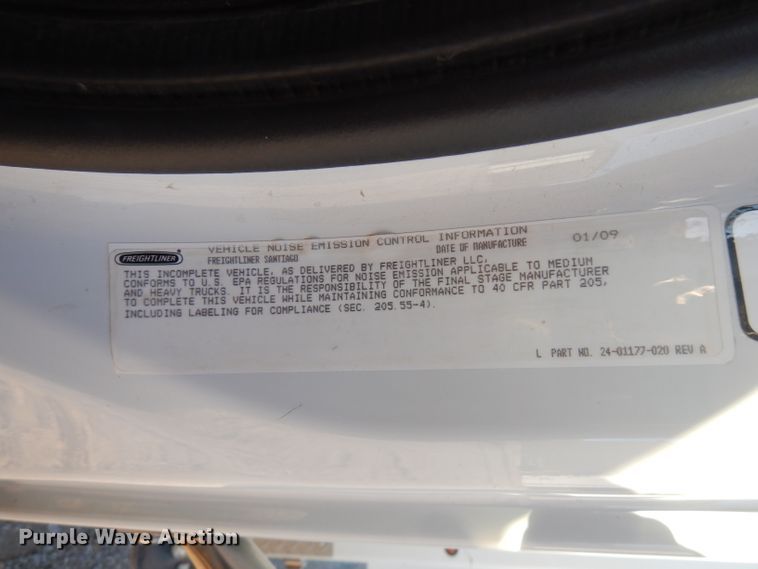 VEHICLE NOISE EMISSION CONTROL INFORMATION
FREIGHTLINER
FREIGHTLINER SANTIAGO DATE OF MANUFACTURE 01/09
THIS INCOMPLETE VEHICLE, AS DELIVERED BY FREIGHTLINER LLC,
CONFORMS TO U.S. EPA REGULATIONS FOR NOISE EMISSION APPLICABLE TO MEDIUM
AND HEAVY TRUCKS. IT IS THE RESPONSIBILITY OF THE FINAL STAGE MANUFACTURER
TO COMPLETE THIS VEHICLE WHILE MAINTAINING CONFORMANCE TO 40 CFR PART 205,
INCLUDING LABELING FOR COMPLIANCE (SEC. 205.55-4).
L PART NO. 24-01177-020 REV A
Purple Wave Auction®